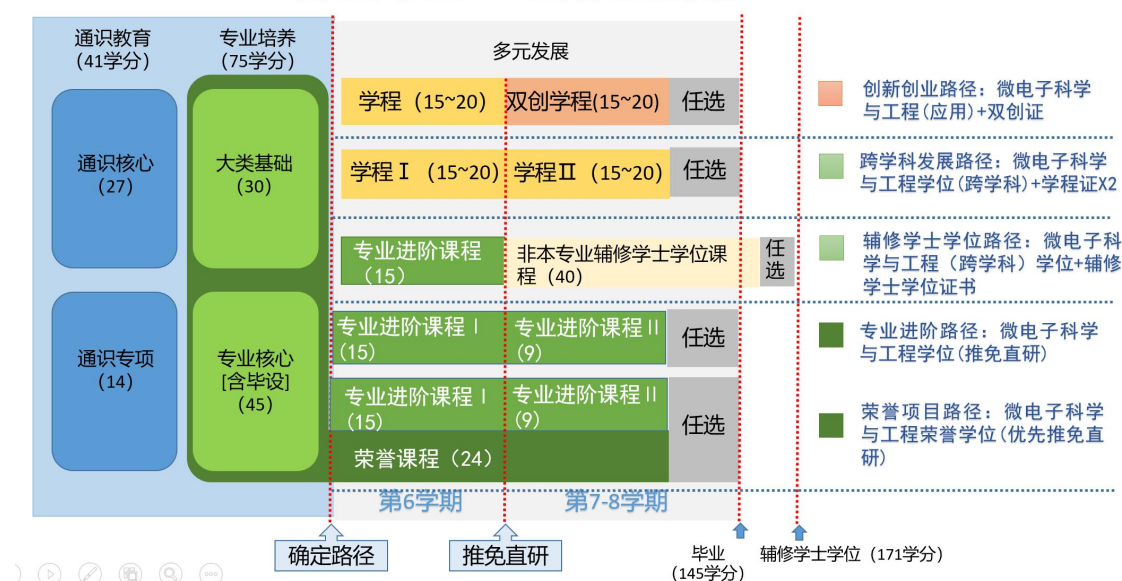 通识教育
(41学分)
专业培养
(75学分)
多元发展
通识核心
(27)
大类基础
(30)
通识专项
(14)
专业核心
[含毕设]
(45)
学程（15~20）
双创学程(15~20)
任选
创新创业路径：微电子科学
与工程(应用)+双创证
学程Ⅰ（15~20）
学程Ⅱ（15~20）
任选
跨学科发展路径：微电子科学
与工程学位(跨学科)+学程证X2
专业进阶课程
（15）
非本专业辅修学士学位课
程（40）
任
选
辅修学士学位路径：微电子科
学与工程（跨学科）学位+辅修
学士学位证书
专业进阶课程Ⅰ
(15)
专业进阶课程Ⅱ
(9)
任选
专业进阶路径：微电子科学
与工程学位(推免直研)
专业进阶课程Ⅰ
(15)
专业进阶课程Ⅱ
(9)
任选
荣誉课程（24）
荣誉项目路径：微电子科学
与工程荣誉学位(优先推免直
研)
第6学期
第7-8学期
确定路径
推免直研
毕业
(145学分)
辅修学士学位（171学分）